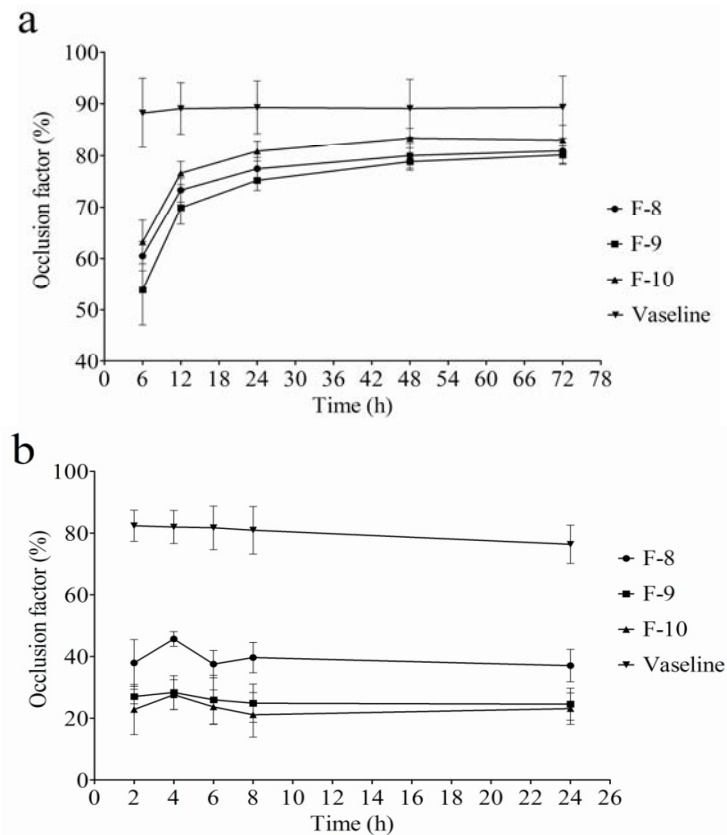 a
100
90
80
70
60
50
40
Occlusion factor (%)
0 6 12 18 24 30 36 42 48 54 60 66 72 78
Time (h)
F-8
F-9
F-10
Vaseline
b
100
80
60
40
20
0
Occlusion factor (%)
0 2 4 6 8 10 12 14 16 18 20 22 24 26
Time (h)
F-8
F-9
F-10
Vaseline